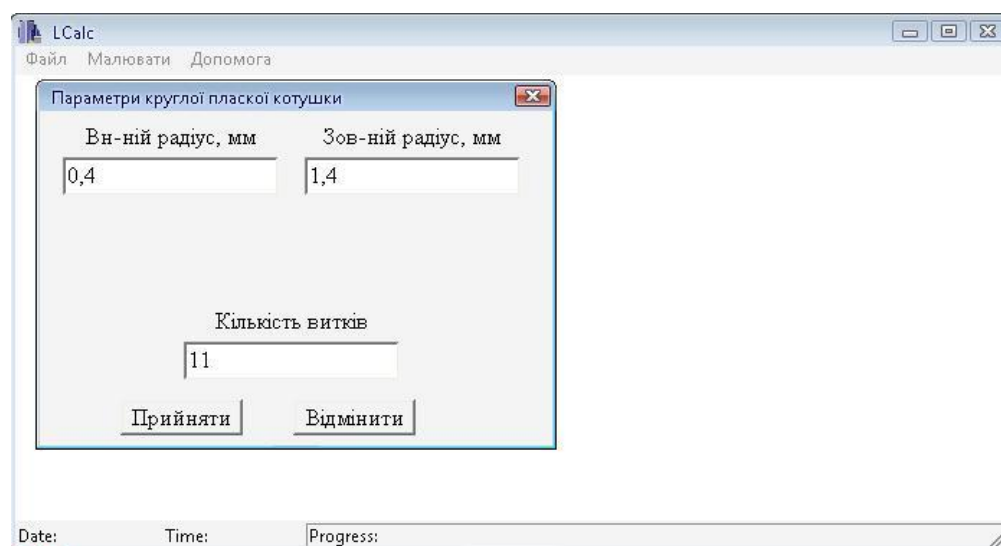 LCalc
Файл Малювати Допомога
Параметри круглої плаcкої котушки
Вн-ній радіус, мм Зов-ній радіус, мм
0,4 1,4
Кількість витків
11
Прийняти Відмінити
Date: Time: Progress: